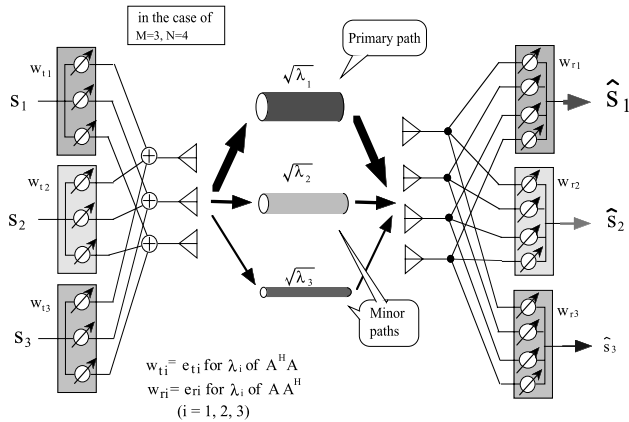 in the case of
M=3, N=4
Primary path
w_t1
S_1
w_t2
S_2
w_t3
S_3
√λ_1
√λ_2
√λ_3
Minor
paths
w_r1
ŝ_1
w_r2
ŝ_2
w_r3
ŝ_3
w_ti = e_ti for λ_i of A^H A
w_ri = e_ri for λ_i of A A^H
(i = 1, 2, 3)